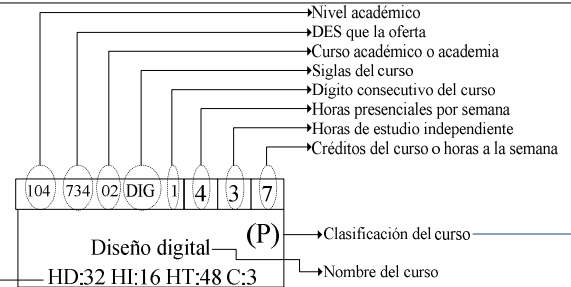 Nivel académico
DES que la oferta
Curso académico o academia
Siglas del curso
Dígito consecutivo del curso
Horas presenciales por semana
Horas de estudio independiente
Créditos del curso o horas a la semana
104 734 02 DIG 1 4 3 7
(P) Clasificación del curso
Diseño digital
Nombre del curso
HD:32 HI:16 HT:48 C:3